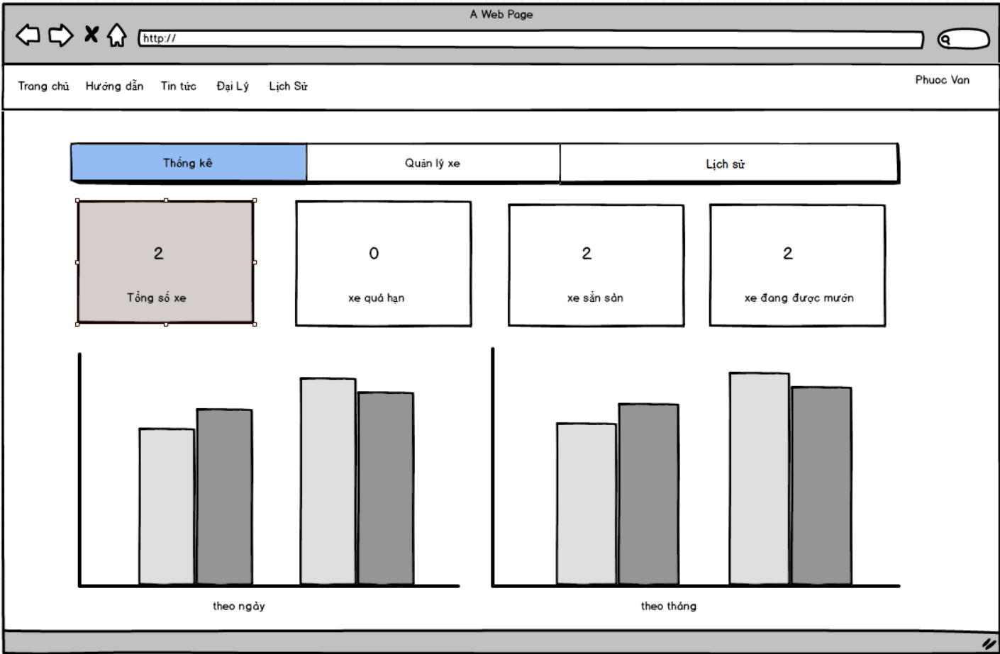 A Web Page
http://
Trang chủ Hướng dẫn Tin tức Đại Lý Lịch Sử
Phuoc Van
Thống kê Quản lý xe Lịch sử
2 0 2 2
Tổng số xe xe quá hạn xe sẵn sàn xe đang được mướn
theo ngày theo tháng